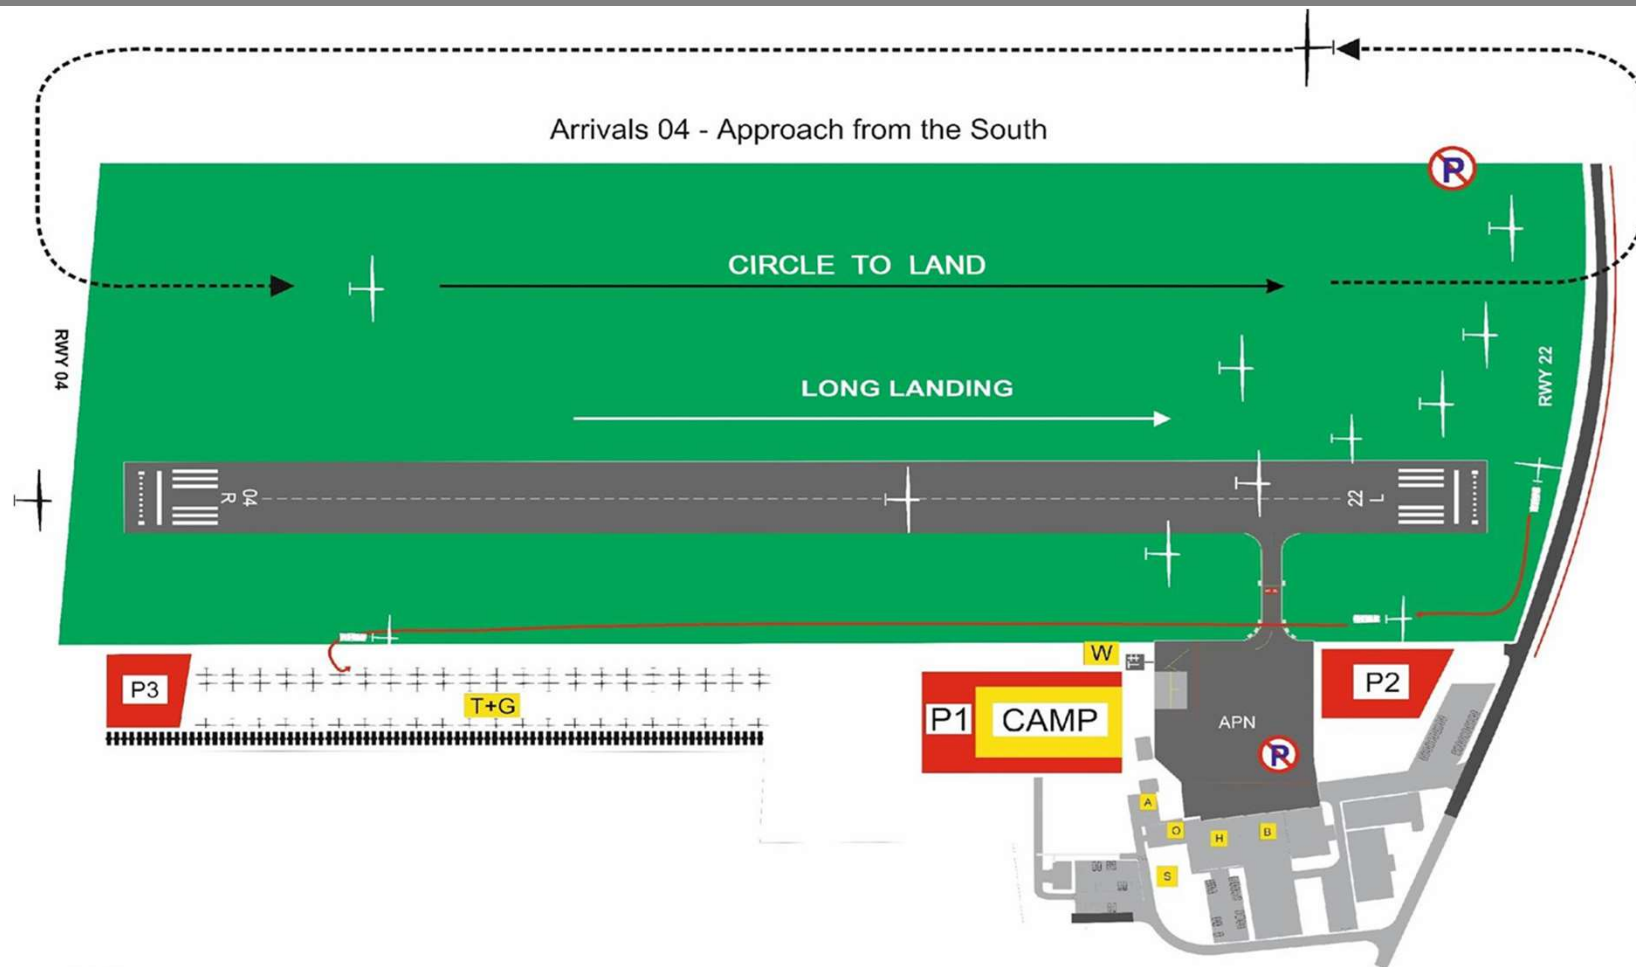 Arrivals 04 - Approach from the South
P
CIRCLE TO LAND
RWY 04
RWY 22
LONG LANDING
04
R
22
L
P3
T+G
W
P1
CAMP
P2
APN
P
A
O
H
B
S